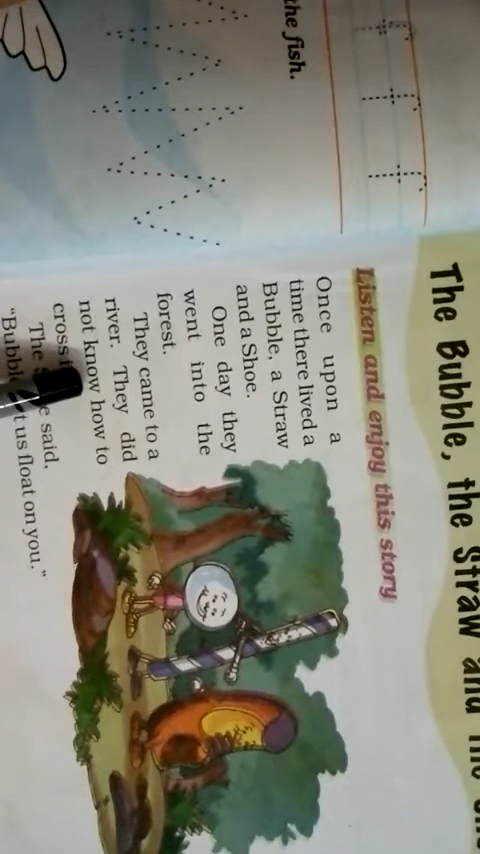 the fish.
The Bubble, the Straw and
Listen and enjoy this story
Once upon a
time there lived a
Bubble, a Straw
and a Shoe.
One day they
went into the
forest.
They came to a
river. They did
not know how to
cross
The said,
us float on you."